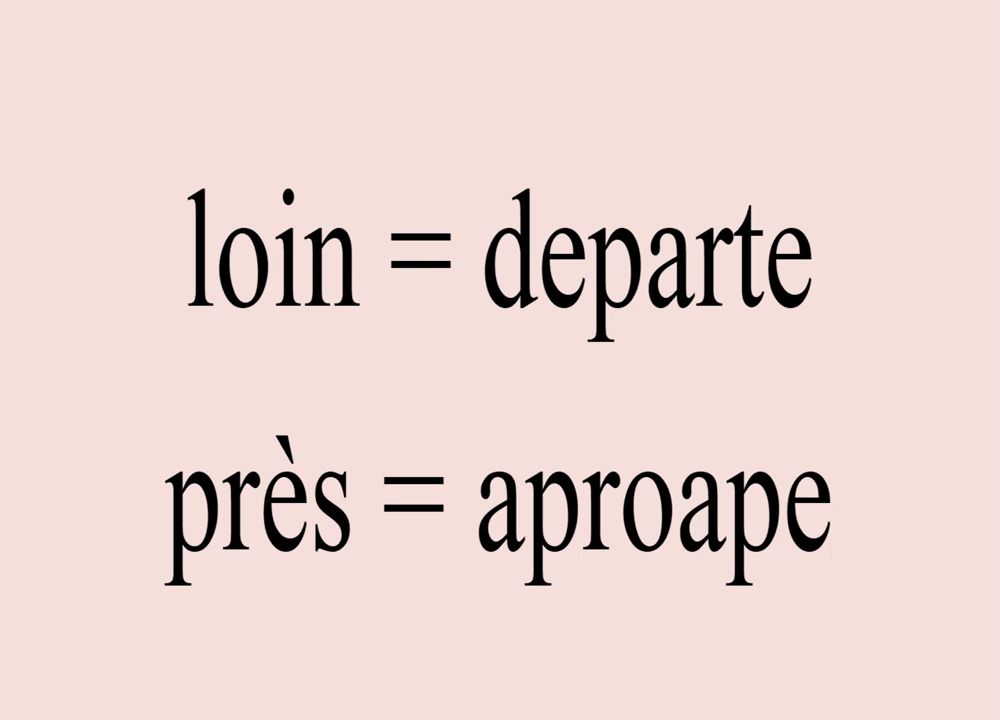 loin = departe
près = aproape